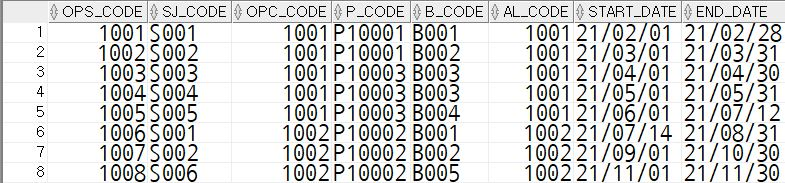 OPS_CODE SJ_CODE OPC_CODE P_CODE B_CODE AL_CODE START_DATE END_DATE
1 1001 S001 1001 P10001 B001 1001 21/02/01 21/02/28
2 1002 S002 1001 P10001 B002 1001 21/03/01 21/03/31
3 1003 S003 1001 P10003 B003 1001 21/04/01 21/04/30
4 1004 S004 1001 P10003 B003 1001 21/05/01 21/05/31
5 1005 S005 1001 P10003 B004 1001 21/06/01 21/07/12
6 1006 S001 1002 P10002 B001 1002 21/07/14 21/08/31
7 1007 S002 1002 P10002 B002 1002 21/09/01 21/10/30
8 1008 S006 1002 P10002 B005 1002 21/11/01 21/11/30